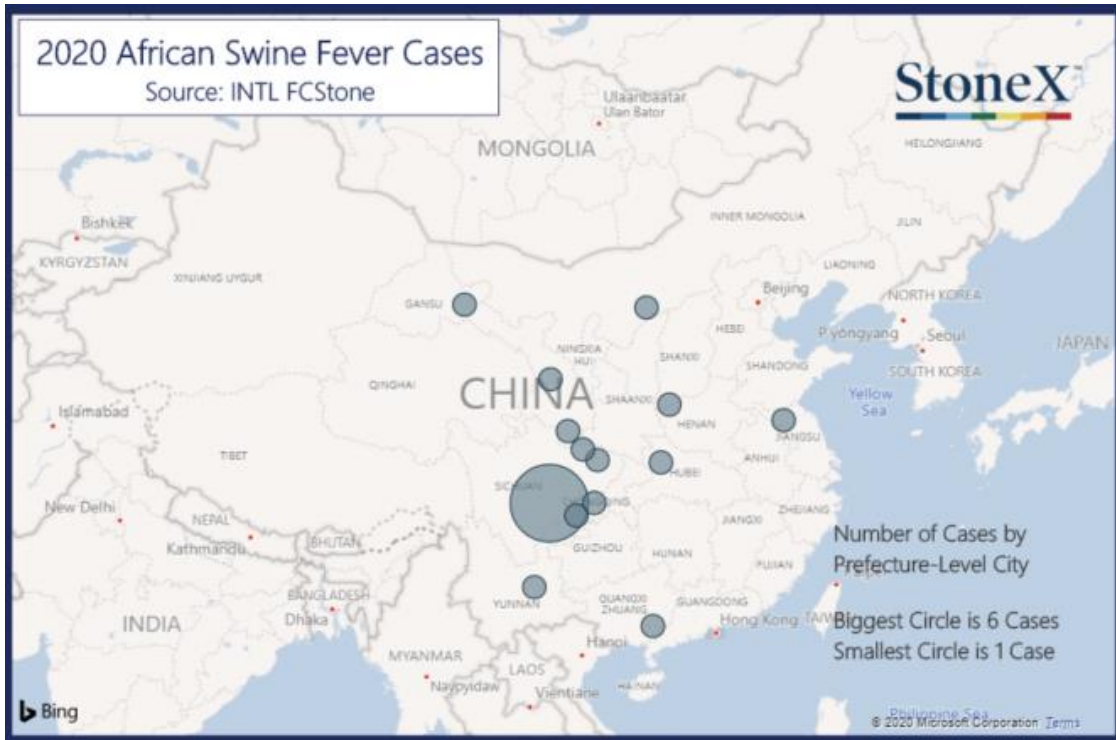 2020 African Swine Fever Cases
Source: INTL FCStone
StoneX
Ulaanbaatar
Ulan Bator
MONGOLIA
HEILONGJIANG
Bishkek
KYRGYZSTAN
INNER MONGOLIA
JILIN
XINJIANG UYGUR
LIAONING
GANSU
Beijing
NORTH KOREA
HEBEI
Pyongyang
Seoul
JAPAN
NINGXIA
HUI
SHANXI
SHANDONG
SOUTH KOREA
QINGHAI
CHINA
SHAANXI
Yellow
Sea
Islamabad
HENAN
JIANGSU
TIBET
ANHUI
HUBEI
SICHUAN
CHONGQING
New Delhi
NEPAL
Kathmandu
BHUTAN
ZHEJIANG
JIANGXI
GUIZHOU
HUNAN
FUJIAN
Number of Cases by
Prefecture-Level City
BANGLADESH
Dhaka
YUNNAN
GUANGXI
ZHUANG
GUANGDONG
Hong Kong
INDIA
Biggest Circle is 6 Cases
Smallest Circle is 1 Case
Hanoi
MYANMAR
LAOS
Naypyidaw
Vientiane
HAINAN
Bing
Philippine Sea
© 2020 Microsoft Corporation Terms